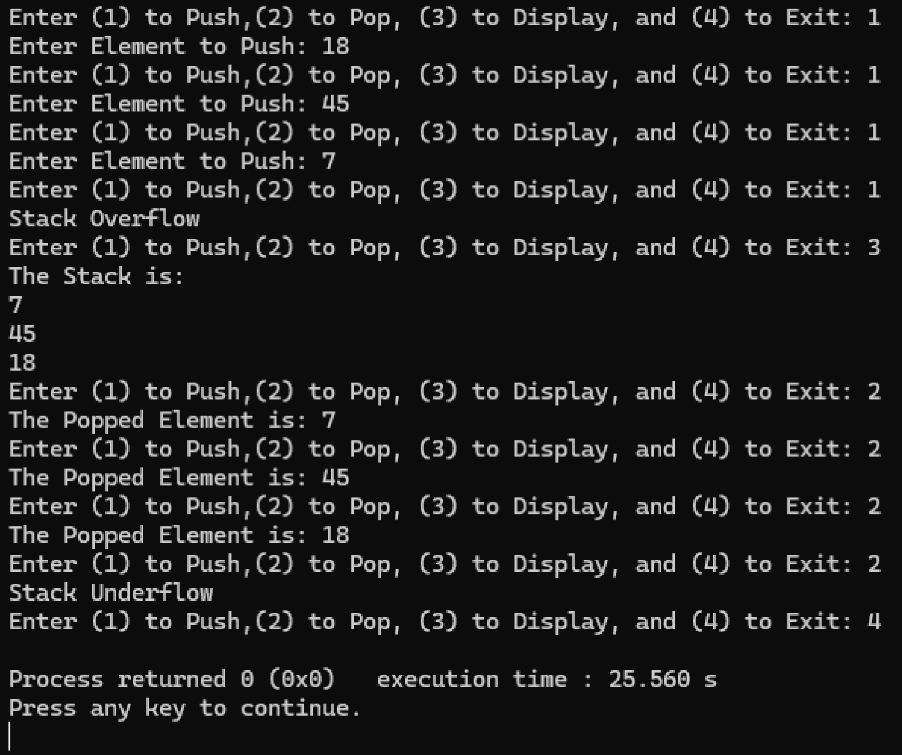 Enter (1) to Push,(2) to Pop, (3) to Display, and (4) to Exit: 1
Enter Element to Push: 18
Enter (1) to Push,(2) to Pop, (3) to Display, and (4) to Exit: 1
Enter Element to Push: 45
Enter (1) to Push,(2) to Pop, (3) to Display, and (4) to Exit: 1
Enter Element to Push: 7
Enter (1) to Push,(2) to Pop, (3) to Display, and (4) to Exit: 1
Stack Overflow
Enter (1) to Push,(2) to Pop, (3) to Display, and (4) to Exit: 3
The Stack is:
7
45
18
Enter (1) to Push,(2) to Pop, (3) to Display, and (4) to Exit: 2
The Popped Element is: 7
Enter (1) to Push,(2) to Pop, (3) to Display, and (4) to Exit: 2
The Popped Element is: 45
Enter (1) to Push,(2) to Pop, (3) to Display, and (4) to Exit: 2
The Popped Element is: 18
Enter (1) to Push,(2) to Pop, (3) to Display, and (4) to Exit: 2
Stack Underflow
Enter (1) to Push,(2) to Pop, (3) to Display, and (4) to Exit: 4

Process returned 0 (0x0)   execution time : 25.560 s
Press any key to continue.